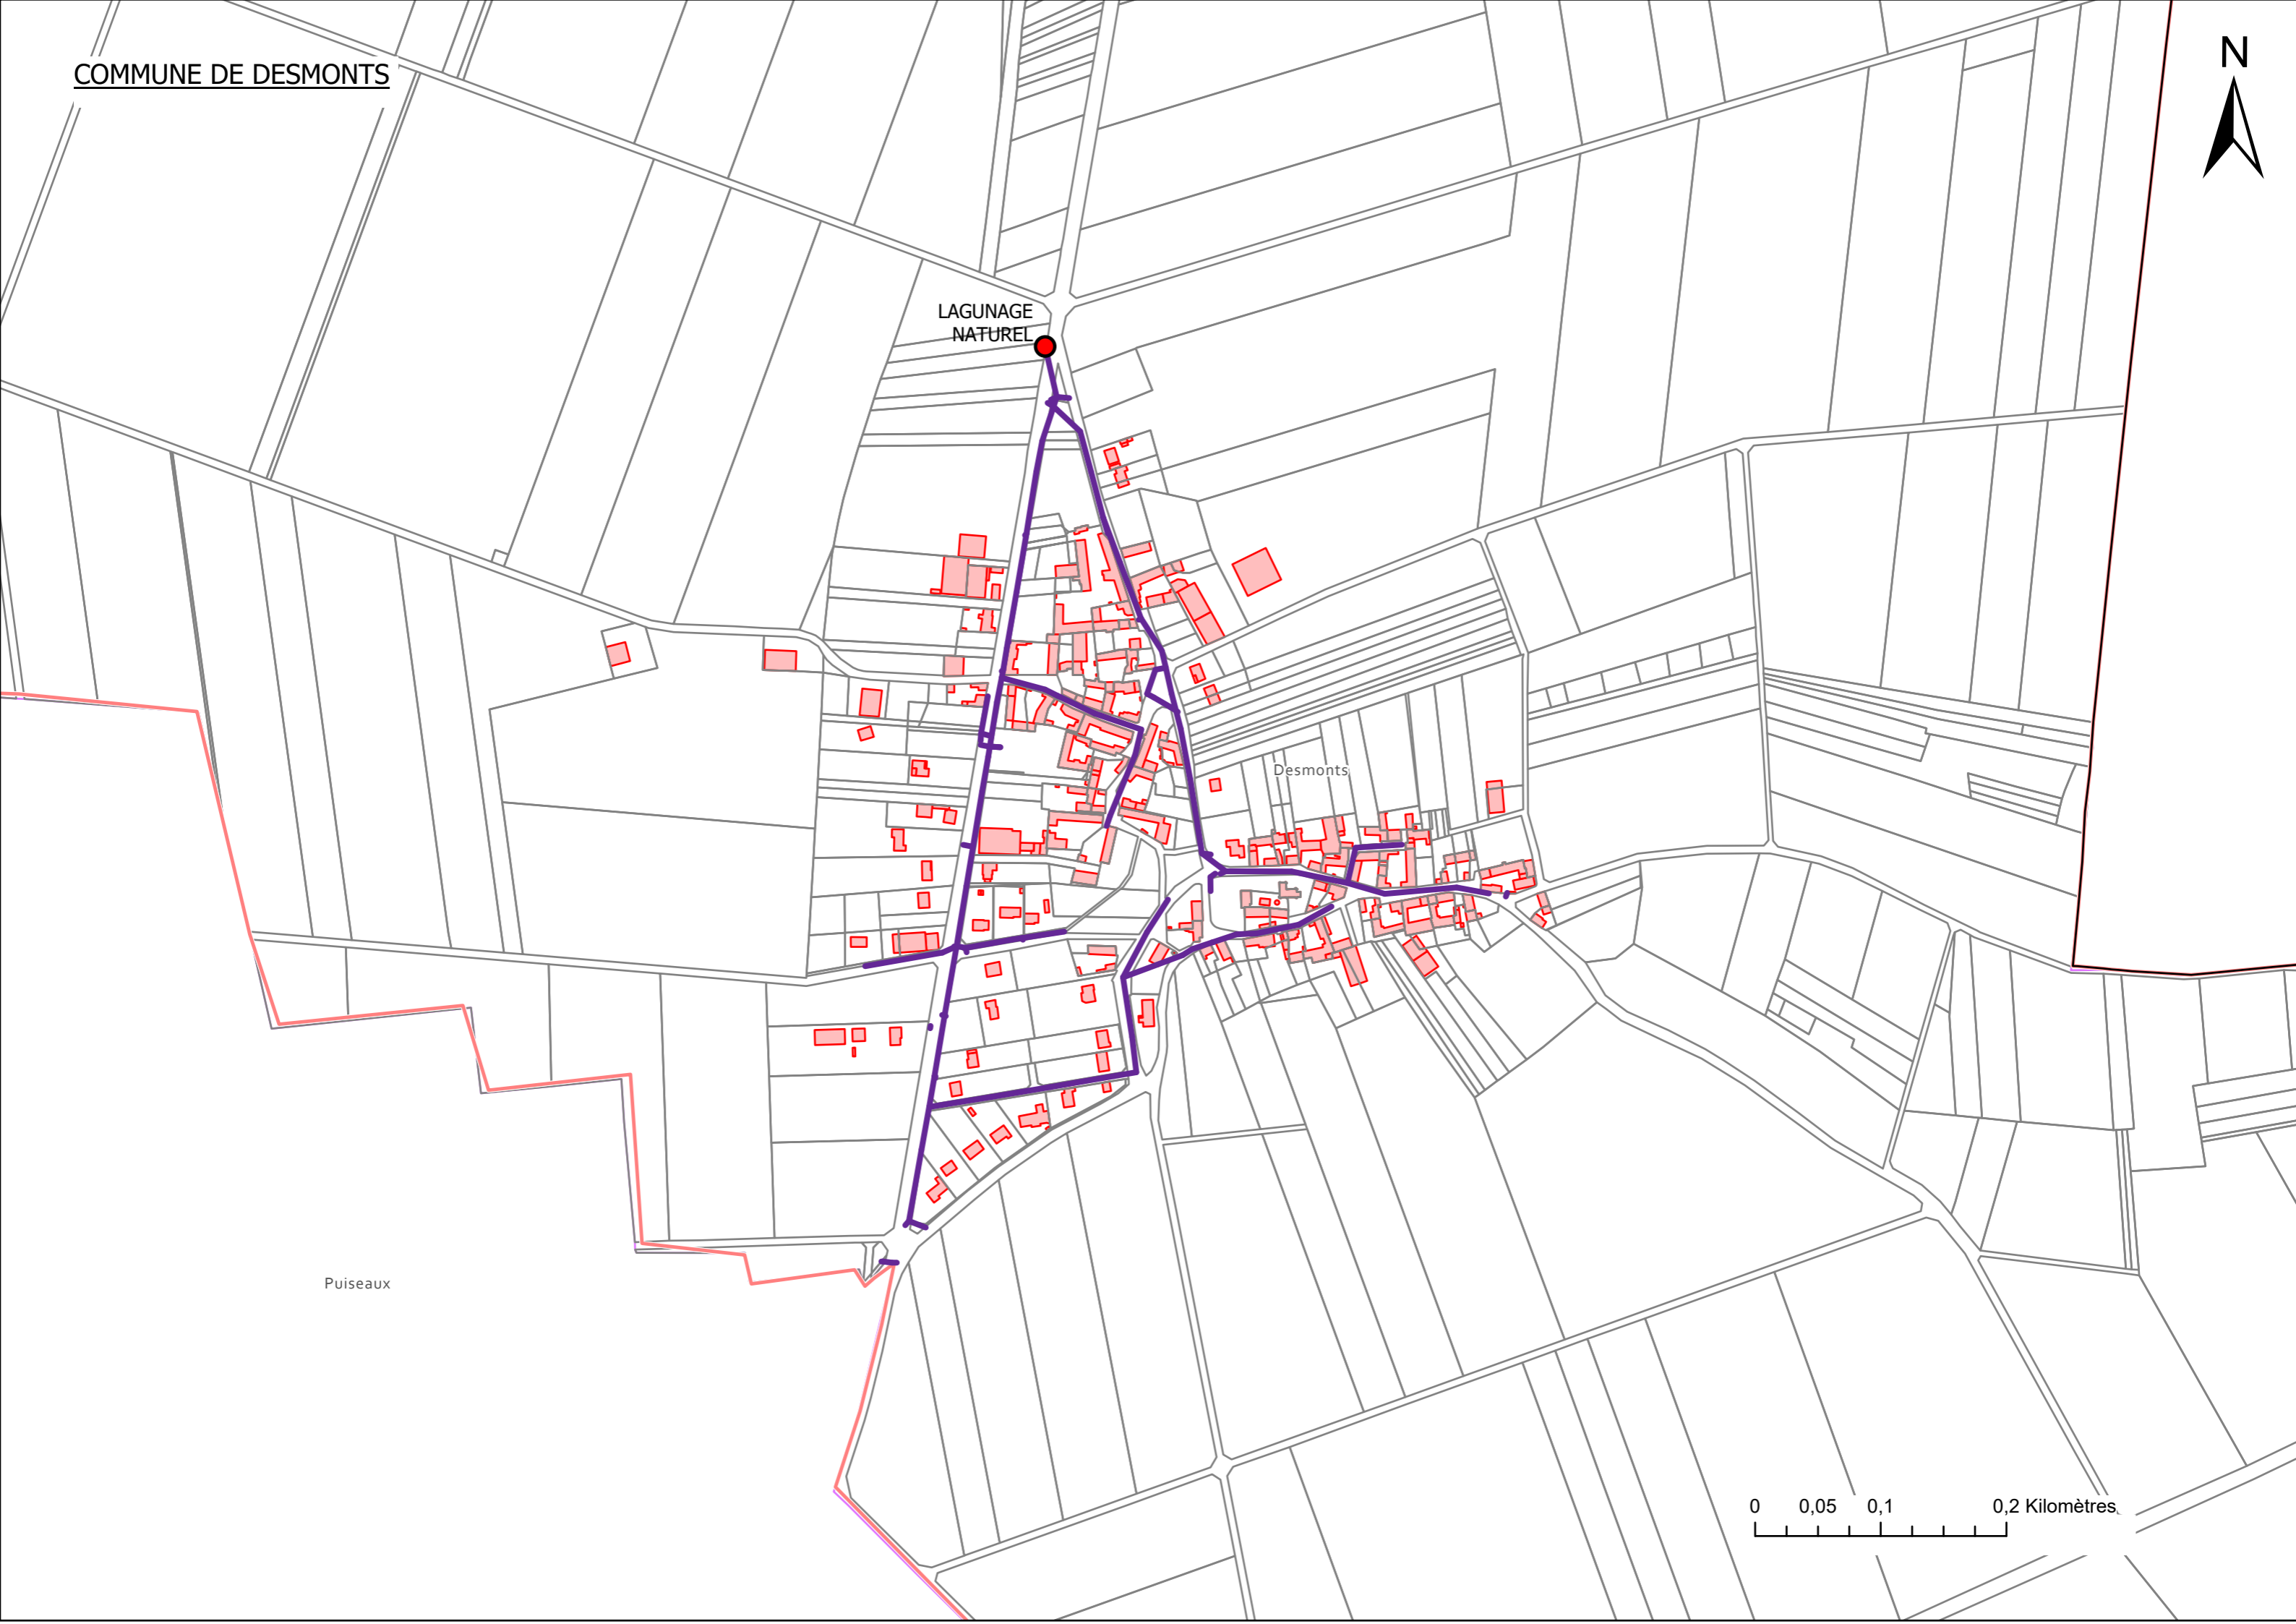 COMMUNE DE DESMONTS
N
LAGUNAGE
NATUREL
Desmonts
Puiseaux
0 0,05 0,1 0,2 Kilomètres